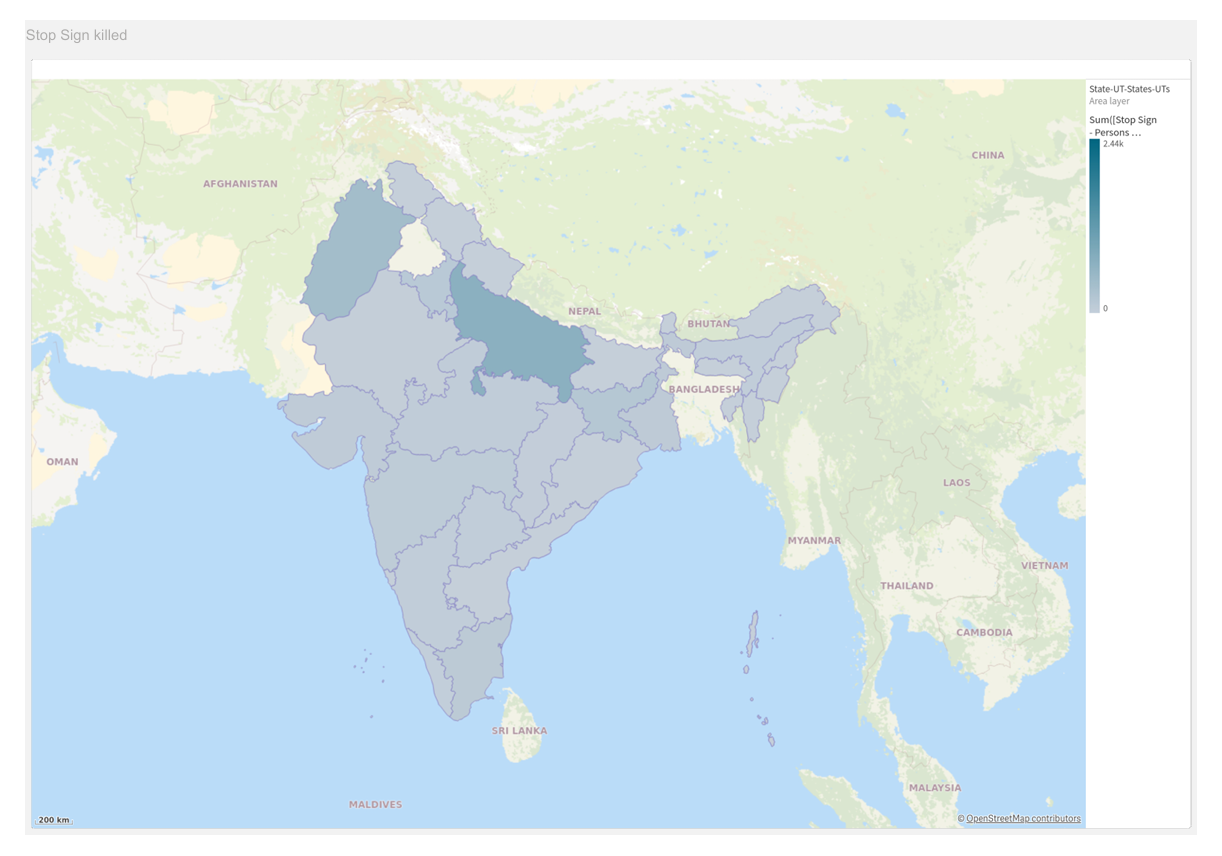 Stop Sign killed
State-UT-States-UTs
Area layer
Sum([Stop Sign
- Persons ...
2.44k
0
CHINA
AFGHANISTAN
NEPAL
BHUTAN
BANGLADESH
OMAN
LAOS
MYANMAR
VIETNAM
THAILAND
CAMBODIA
SRI LANKA
MALAYSIA
MALDIVES
200 km
© OpenStreetMap contributors